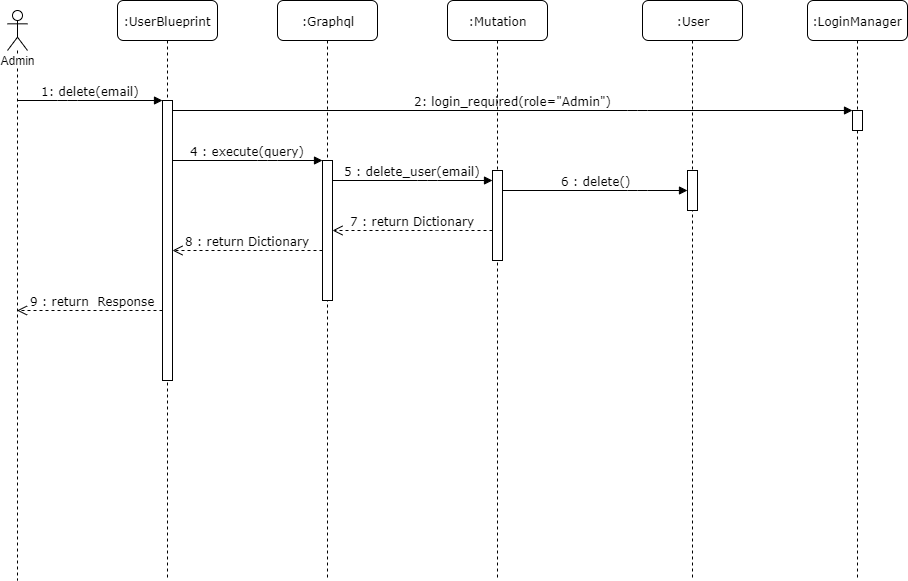 :UserBlueprint
:Graphql
:Mutation
:User
:LoginManager
Admin
1: delete(email)
2: login_required(role="Admin")
4 : execute(query)
5 : delete_user(email)
6 : delete()
7 : return Dictionary
8 : return Dictionary
9 : return  Response